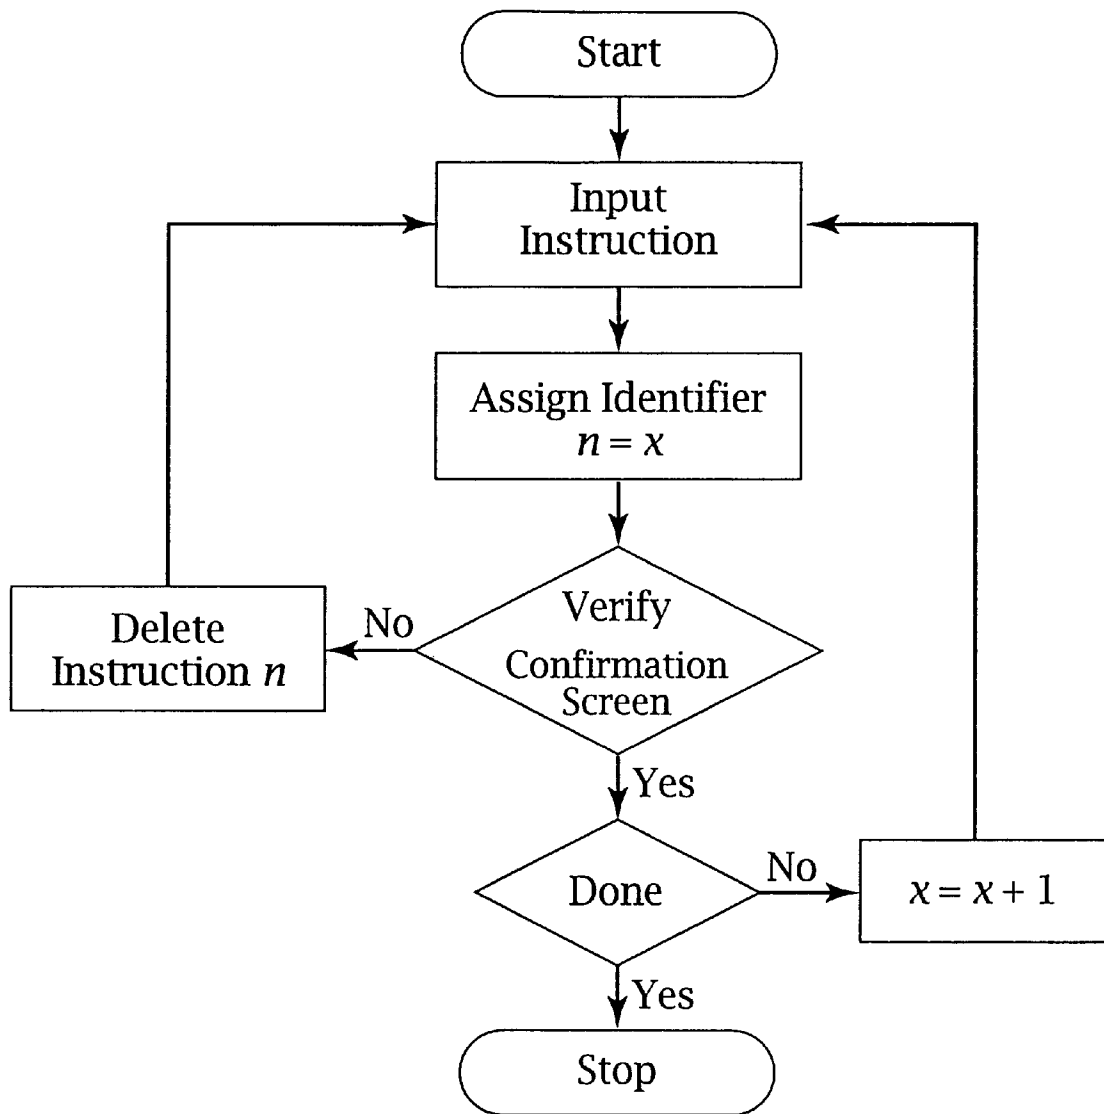 Start
Input
Instruction
Assign Identifier
n = x
Verify
Confirmation
Screen
No
Delete
Instruction n
Yes
Done
No
x = x + 1
Yes
Stop